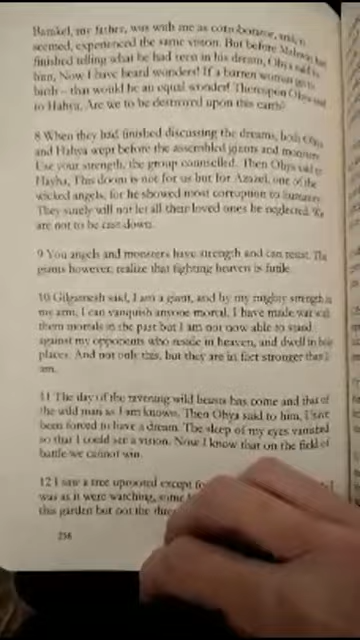 Barakel, my father, was with me as corroborator, and, it
seemed, experienced the same vision. But before Mahway had
finished telling what he had seen in his dream, Ohya said to
him, Now I have heard wonders! If a barren woman gives
birth – that would be an equal wonder! Thereupon Ohya said
to Hahya, Are we to be destroyed upon this earth?
8 When they had finished discussing the dreams, both Ohya
and Hahya wept before the assembled giants and monsters
Use your strength, the group counselled. Then Ohya said to
Hayha, This doom is not for us but for Azazel, one of the
wicked angels, for he showed most corruption to humans.
They surely will not let all their loved ones be neglected. We
are not to be cast down.
9 You angels and monsters have strength and can resist. The
giants however, realize that fighting heaven is futile.
10 Gilgamesh said, I am a giant, and by my mighty strength in
my arm, I can vanquish anyone mortal. I have made war with
them mortals in the past but I am not now able to stand
against my opponents who reside in heaven, and dwell in holy
places. And not only this, but they are in fact stronger than I
am.
11 The day of the ravening wild beasts has come and that of
the wild man as I am known. Then Ohya said to him, I have
been forced to have a dream. The sleep of my eyes vanished
so that I could see a vision. Now I know that on the field of
battle we cannot win.
12 I saw a tree uprooted except for
was as it were watching, some
this garden but not the
256